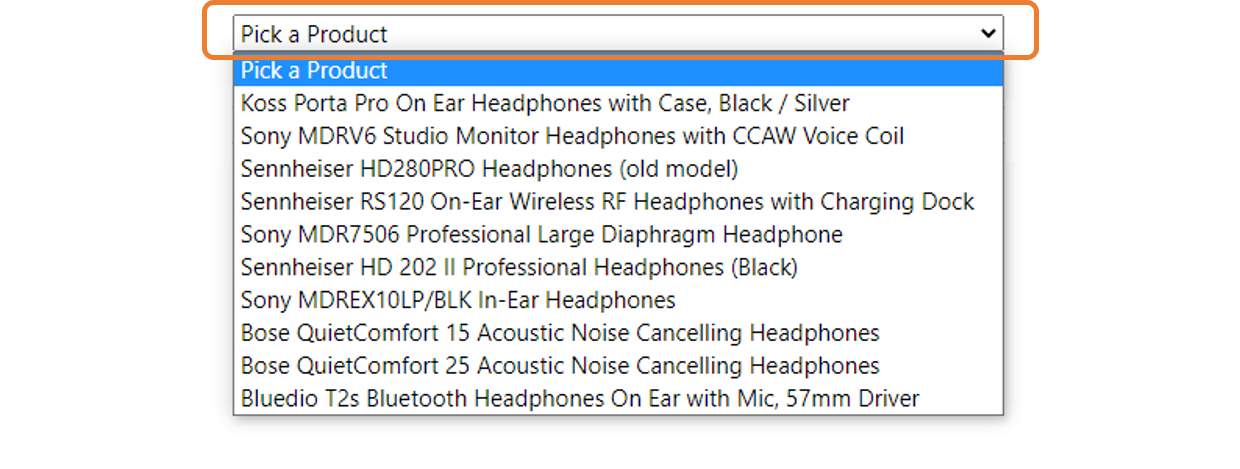 Pick a Product
Pick a Product
Koss Porta Pro On Ear Headphones with Case, Black / Silver
Sony MDRV6 Studio Monitor Headphones with CCAW Voice Coil
Sennheiser HD280PRO Headphones (old model)
Sennheiser RS120 On-Ear Wireless RF Headphones with Charging Dock
Sony MDR7506 Professional Large Diaphragm Headphone
Sennheiser HD 202 II Professional Headphones (Black)
Sony MDREX10LP/BLK In-Ear Headphones
Bose QuietComfort 15 Acoustic Noise Cancelling Headphones
Bose QuietComfort 25 Acoustic Noise Cancelling Headphones
Bluedio T2s Bluetooth Headphones On Ear with Mic, 57mm Driver